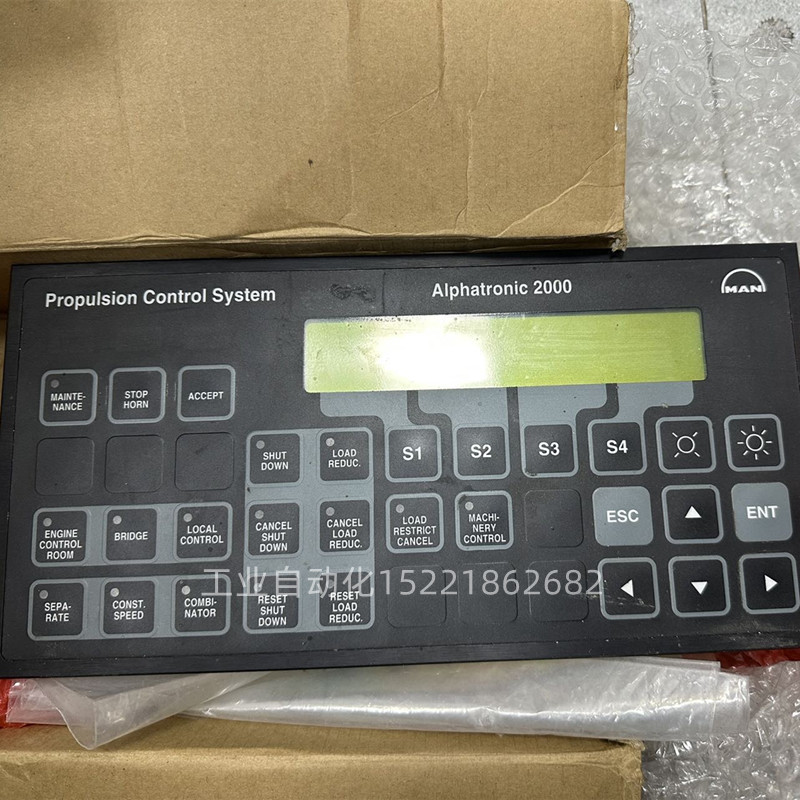 Propulsion Control System
Alphatronic 2000
MAN
MAINTE-
NANCE
STOP
HORN
ACCEPT
SHUT
DOWN
LOAD
REDUC.
S1
S2
S3
S4
ENGINE
CONTROL
ROOM
BRIDGE
LOCAL
CONTROL
CANCEL
SHUT
DOWN
CANCEL
LOAD
REDUC.
LOAD
RESTRICT
CANCEL
MACHI-
NERY
CONTROL
ESC
ENT
SEPA-
RATE
CONST.
SPEED
COMBI-
NATOR
RESET
SHUT
DOWN
RESET
LOAD
REDUC.
工业自动化15221862682